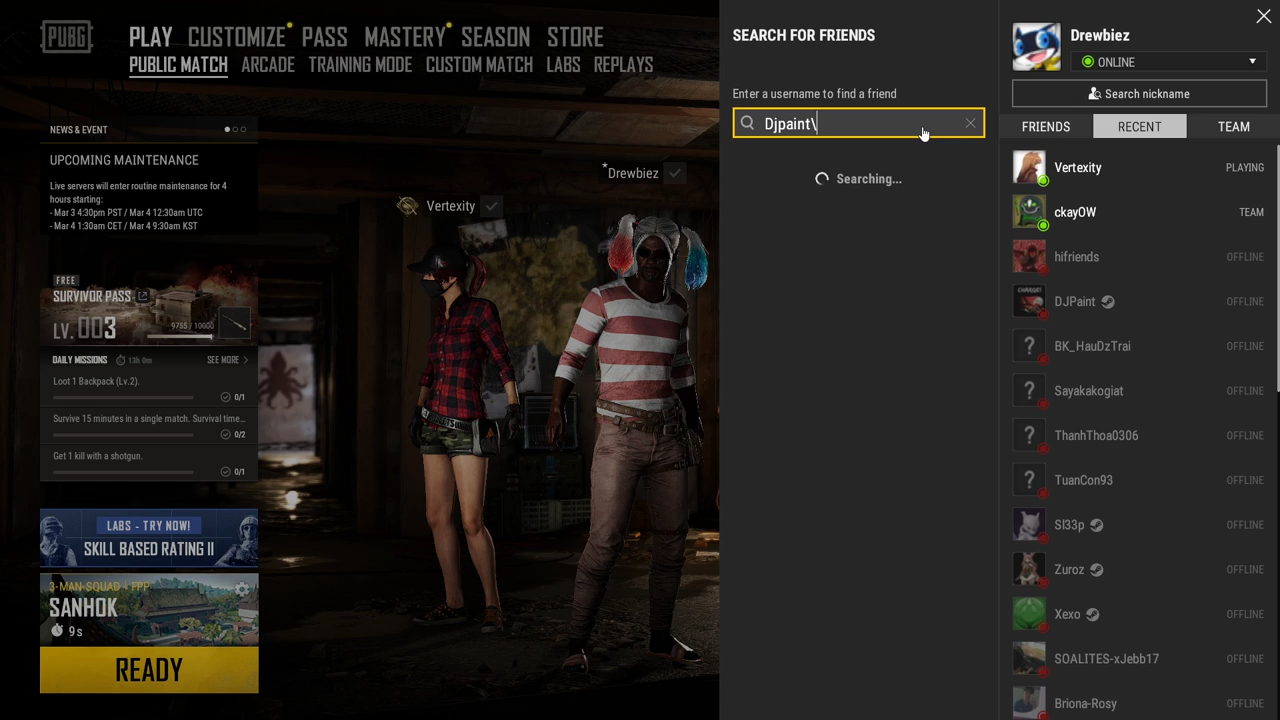 PUBG
PLAY CUSTOMIZE PASS MASTERY SEASON STORE
PUBLIC MATCH ARCADE TRAINING MODE CUSTOM MATCH LABS REPLAYS
NEWS & EVENT
UPCOMING MAINTENANCE
Live servers will enter routine maintenance for 4
hours starting:
- Mar 3 4:30pm PST / Mar 4 12:30am UTC
- Mar 4 1:30am CET / Mar 4 9:30am KST
FREE
SURVIVOR PASS
LV. 003
9755 / 10000
DAILY MISSIONS 13h 0m SEE MORE
Loot 1 Backpack (Lv.2).
0/1
Survive 15 minutes in a single match. Survival time...
0/2
Get 1 kill with a shotgun.
0/1
LABS - TRY NOW!
SKILL BASED RATING II
3-MAN-SQUAD - FPP
SANHOK
9s
READY
*Drewbiez
Vertexity
SEARCH FOR FRIENDS
Enter a username to find a friend
Djpaint\
Searching...
Drewbiez
ONLINE
Search nickname
FRIENDS RECENT TEAM
Vertexity PLAYING
ckayOW TEAM
hifriends OFFLINE
DJPaint OFFLINE
BK_HauDzTrai OFFLINE
Sayakakogiat OFFLINE
ThanhThoa0306 OFFLINE
TuanCon93 OFFLINE
Sl33p OFFLINE
Zuroz OFFLINE
Xexo OFFLINE
SOALITES-xJebb17 OFFLINE
Briona-Rosy OFFLINE